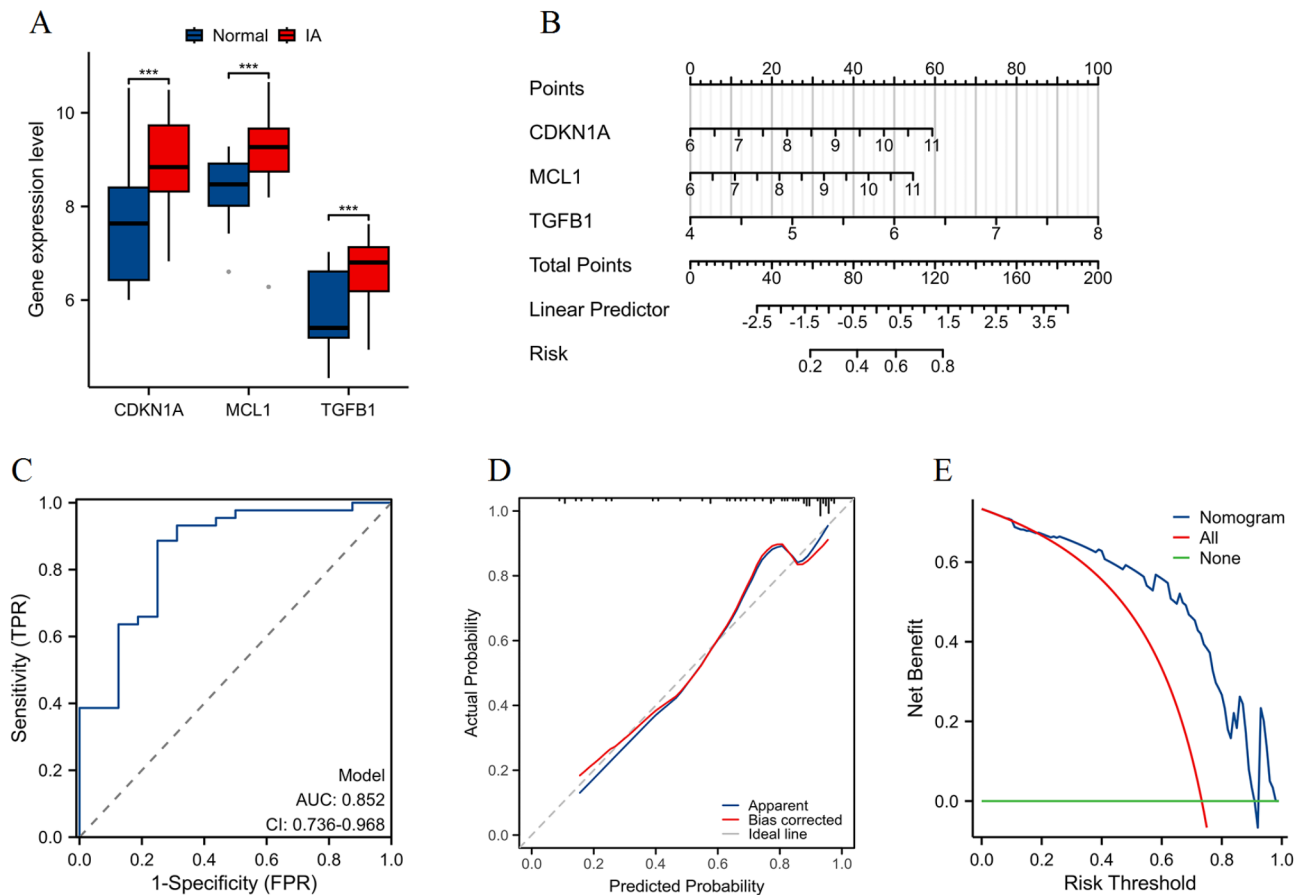 A
Normal IA
*** *** ***
Gene expression level
10
8
6
CDKN1A MCL1 TGFB1
B
Points
0 20 40 60 80 100
CDKN1A
6 7 8 9 10 11
MCL1
6 7 8 9 10 11
TGFB1
4 5 6 7 8
Total Points
0 40 80 120 160 200
Linear Predictor
-2.5 -1.5 -0.5 0.5 1.5 2.5 3.5
Risk
0.2 0.4 0.6 0.8
C
Sensitivity (TPR)
1.0
0.8
0.6
0.4
0.2
0.0
Model
AUC: 0.852
CI: 0.736-0.968
0.0 0.2 0.4 0.6 0.8 1.0
1-Specificity (FPR)
D
Actual Probability
1.0
0.8
0.6
0.4
0.2
0.0
Apparent
Bias corrected
Ideal line
0.0 0.2 0.4 0.6 0.8 1.0
Predicted Probability
E
Net Benefit
0.6
0.4
0.2
0.0
Nomogram
All
None
0.0 0.2 0.4 0.6 0.8 1.0
Risk Threshold